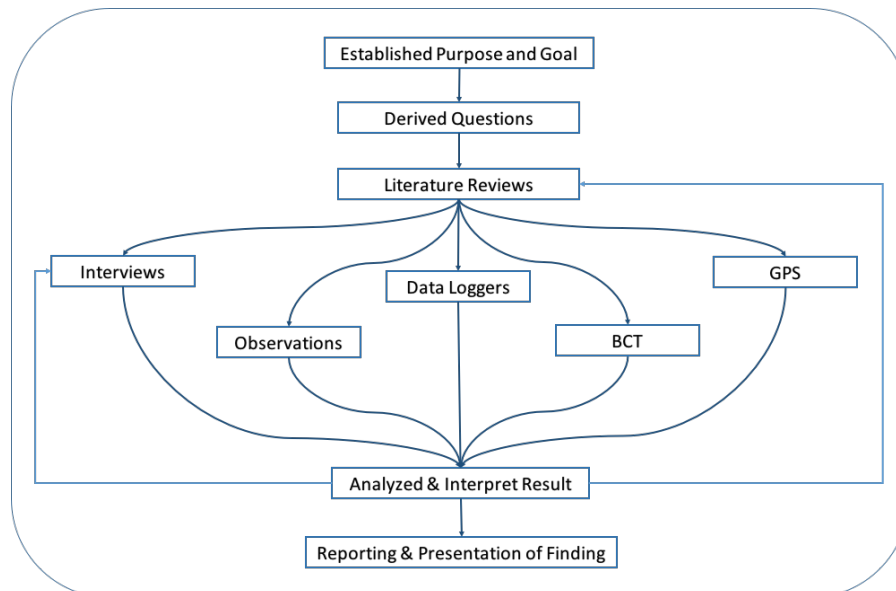 Established Purpose and Goal
Derived Questions
Literature Reviews
Interviews
GPS
Data Loggers
Observations
BCT
Analyzed & Interpret Result
Reporting & Presentation of Finding